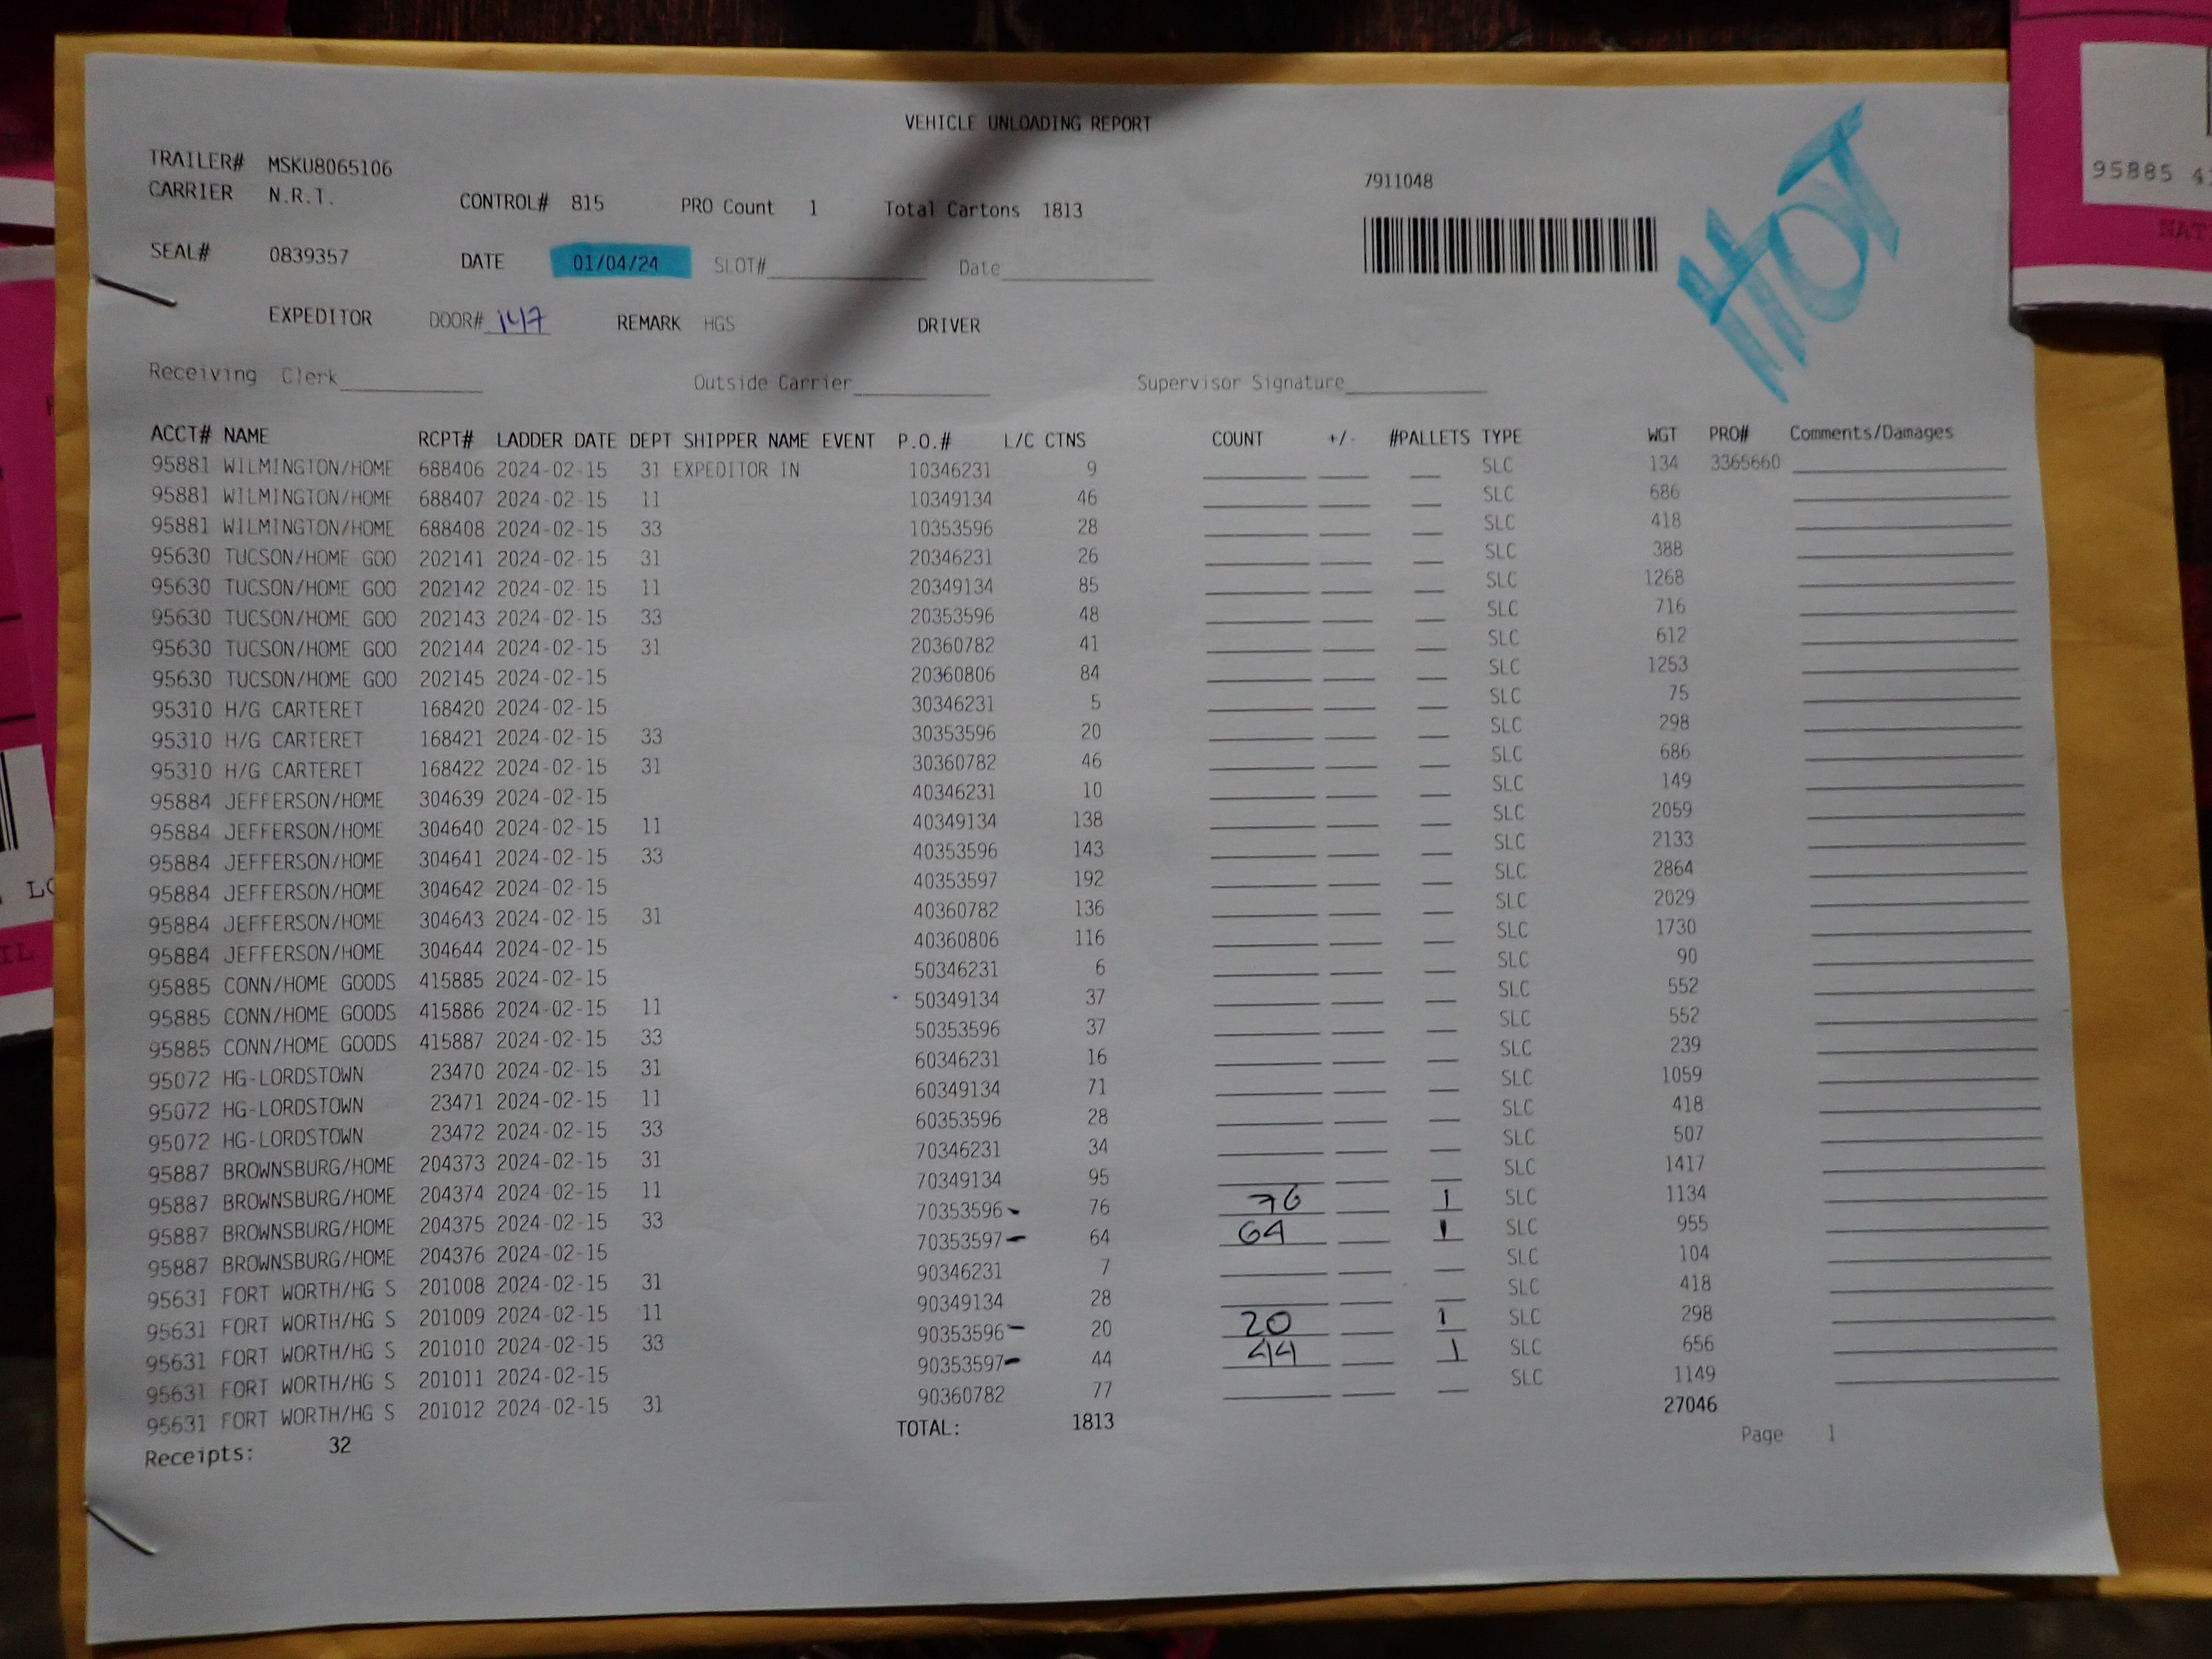 VEHICLE UNLOADING REPORT
HOT
TRAILER# MSKU8065106
7911048
CARRIER N.R.T. CONTROL# 815 PRO Count 1 Total Cartons 1813
SEAL# 0839357 DATE 01/04/24 SLOT# Date
EXPEDITOR DOOR# 147 REMARK HGS DRIVER
Receiving Clerk Outside Carrier Supervisor Signature
ACCT# NAME RCPT# LADDER DATE DEPT SHIPPER NAME EVENT P.O.# L/C CTNS COUNT +/- #PALLETS TYPE WGT PRO# Comments/Damages
95881 WILMINGTON/HOME 688406 2024-02-15 31 EXPEDITOR IN 10346231 9 SLC 134 3365660
95881 WILMINGTON/HOME 688407 2024-02-15 11 10349134 46 SLC 686
95881 WILMINGTON/HOME 688408 2024-02-15 33 10353596 28 SLC 418
95630 TUCSON/HOME GOO 202141 2024-02-15 31 20346231 26 SLC 388
95630 TUCSON/HOME GOO 202142 2024-02-15 11 20349134 85 SLC 1268
95630 TUCSON/HOME GOO 202143 2024-02-15 33 20353596 48 SLC 716
95630 TUCSON/HOME GOO 202144 2024-02-15 31 20360782 41 SLC 612
95630 TUCSON/HOME GOO 202145 2024-02-15 20360806 84 SLC 1253
95310 H/G CARTERET 168420 2024-02-15 30346231 5 SLC 75
95310 H/G CARTERET 168421 2024-02-15 33 30353596 20 SLC 298
95310 H/G CARTERET 168422 2024-02-15 31 30360782 46 SLC 686
95884 JEFFERSON/HOME 304639 2024-02-15 40346231 10 SLC 149
95884 JEFFERSON/HOME 304640 2024-02-15 11 40349134 138 SLC 2059
95884 JEFFERSON/HOME 304641 2024-02-15 33 40353596 143 SLC 2133
95884 JEFFERSON/HOME 304642 2024-02-15 40353597 192 SLC 2864
95884 JEFFERSON/HOME 304643 2024-02-15 31 40360782 136 SLC 2029
95884 JEFFERSON/HOME 304644 2024-02-15 40360806 116 SLC 1730
95885 CONN/HOME GOODS 415885 2024-02-15 50346231 6 SLC 90
95885 CONN/HOME GOODS 415886 2024-02-15 11 50349134 37 SLC 552
95885 CONN/HOME GOODS 415887 2024-02-15 33 50353596 37 SLC 552
95072 HG-LORDSTOWN 23470 2024-02-15 31 60346231 16 SLC 239
95072 HG-LORDSTOWN 23471 2024-02-15 11 60349134 71 SLC 1059
95072 HG-LORDSTOWN 23472 2024-02-15 33 60353596 28 SLC 418
95887 BROWNSBURG/HOME 204373 2024-02-15 31 70346231 34 SLC 507
95887 BROWNSBURG/HOME 204374 2024-02-15 11 70349134 95 SLC 1417
95887 BROWNSBURG/HOME 204375 2024-02-15 33 70353596 76 76 1 SLC 1134
95887 BROWNSBURG/HOME 204376 2024-02-15 70353597 64 64 1 SLC 955
95631 FORT WORTH/HG S 201008 2024-02-15 31 90346231 7 SLC 104
95631 FORT WORTH/HG S 201009 2024-02-15 11 90349134 28 SLC 418
95631 FORT WORTH/HG S 201010 2024-02-15 33 90353596 20 20 1 SLC 298
95631 FORT WORTH/HG S 201011 2024-02-15 90353597 44 44 1 SLC 656
95631 FORT WORTH/HG S 201012 2024-02-15 31 90360782 77 SLC 1149
Receipts: 32 TOTAL: 1813 27046
Page 1
95885